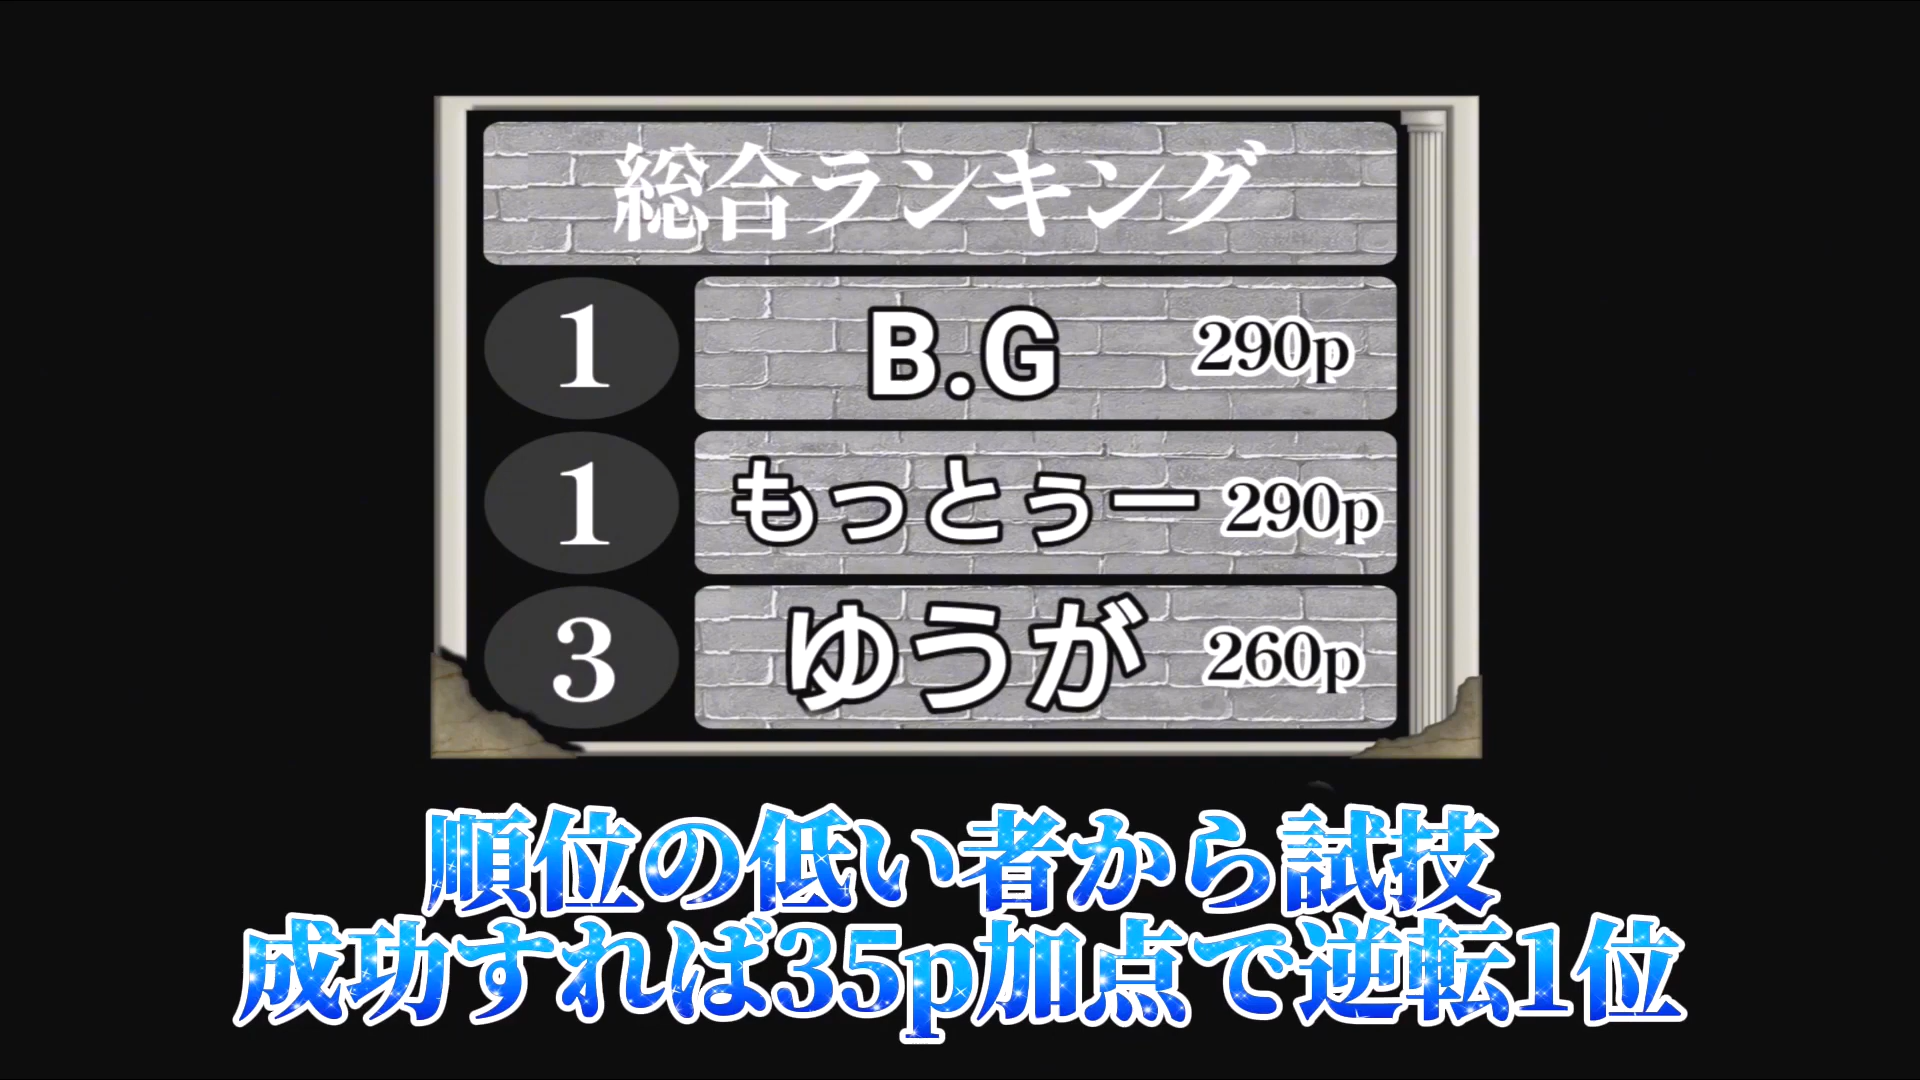 総合ランキング
1 B.G 290p
1 もっとぅー 290p
3 ゆうが 260p
順位の低い者から試技
成功すれば35p加点で逆転1位